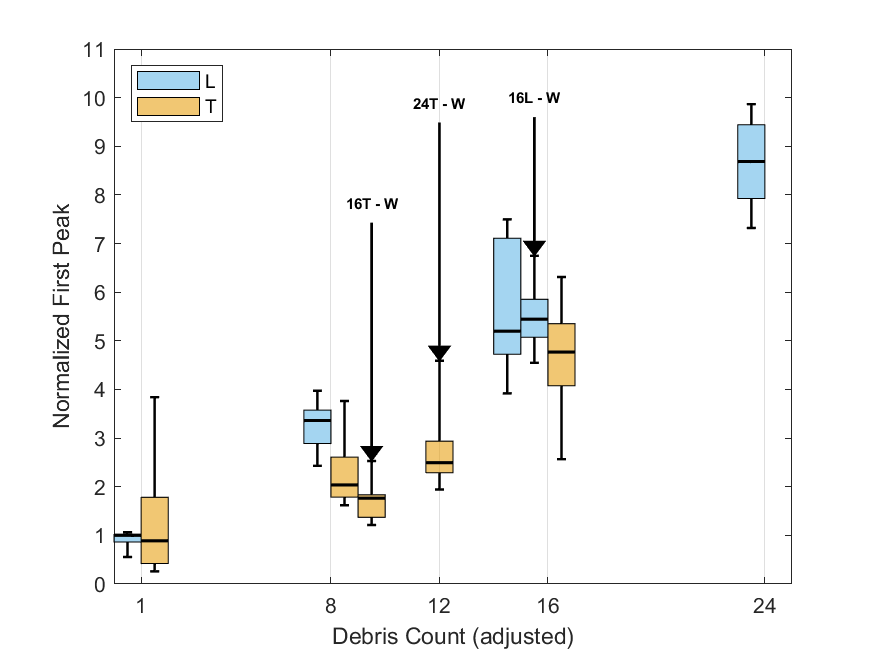 11
10
9
8
7
6
5
4
3
2
1
0
Normalized First Peak
L
T
16T - W
24T - W
16L - W
1 8 12 16 24
Debris Count (adjusted)